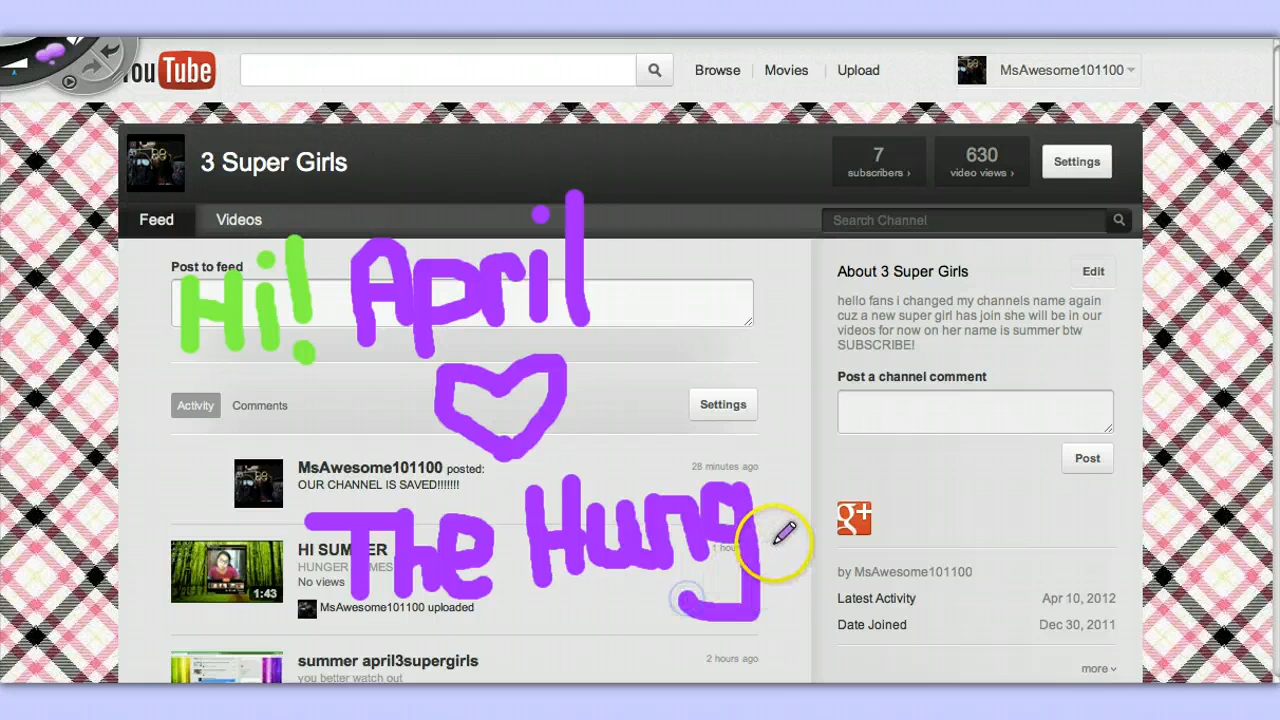 You Tube
Browse
Movies
Upload
MsAwesome101100
3 Super Girls
7
subscribers ›
630
video views ›
Settings
Feed
Videos
Search Channel
Post to feed
Hi! April
The Hung
Activity
Comments
Settings
MsAwesome101100 posted:
28 minutes ago
OUR CHANNEL IS SAVED!!!!!!!
HI SUMMER
HUNGER GAMES
No views
1:43
MsAwesome101100 uploaded
summer april3supergirls
2 hours ago
you better watch out
About 3 Super Girls
Edit
hello fans i changed my channels name again
cuz a new super girl has join she will be in our
videos for now on her name is summer btw
SUBSCRIBE!
Post a channel comment
Post
g+
by MsAwesome101100
Latest Activity
Apr 10, 2012
Date Joined
Dec 30, 2011
more